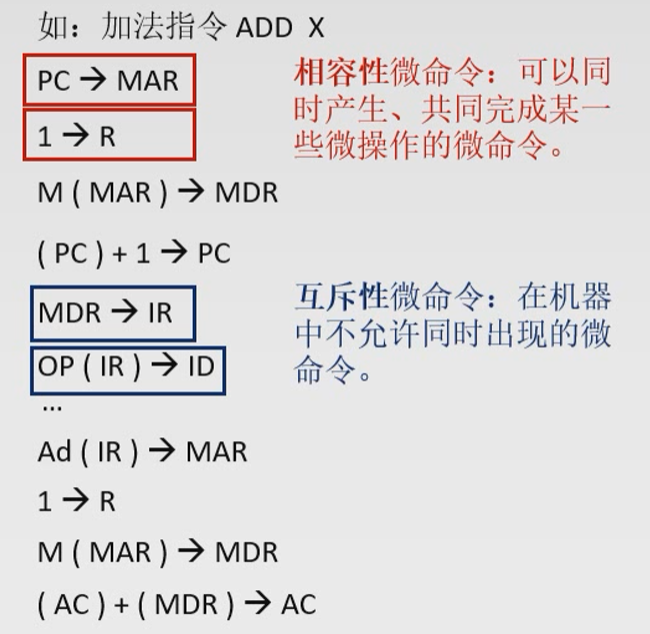 如：加法指令 ADD X
PC → MAR
1 → R
M ( MAR ) → MDR
( PC ) + 1 → PC
MDR → IR
OP ( IR ) → ID
...
Ad ( IR ) → MAR
1 → R
M ( MAR ) → MDR
( AC ) + ( MDR ) → AC
相容性微命令：可以同
时产生、共同完成某一
些微操作的微命令。
互斥性微命令：在机器
中不允许同时出现的微
命令。